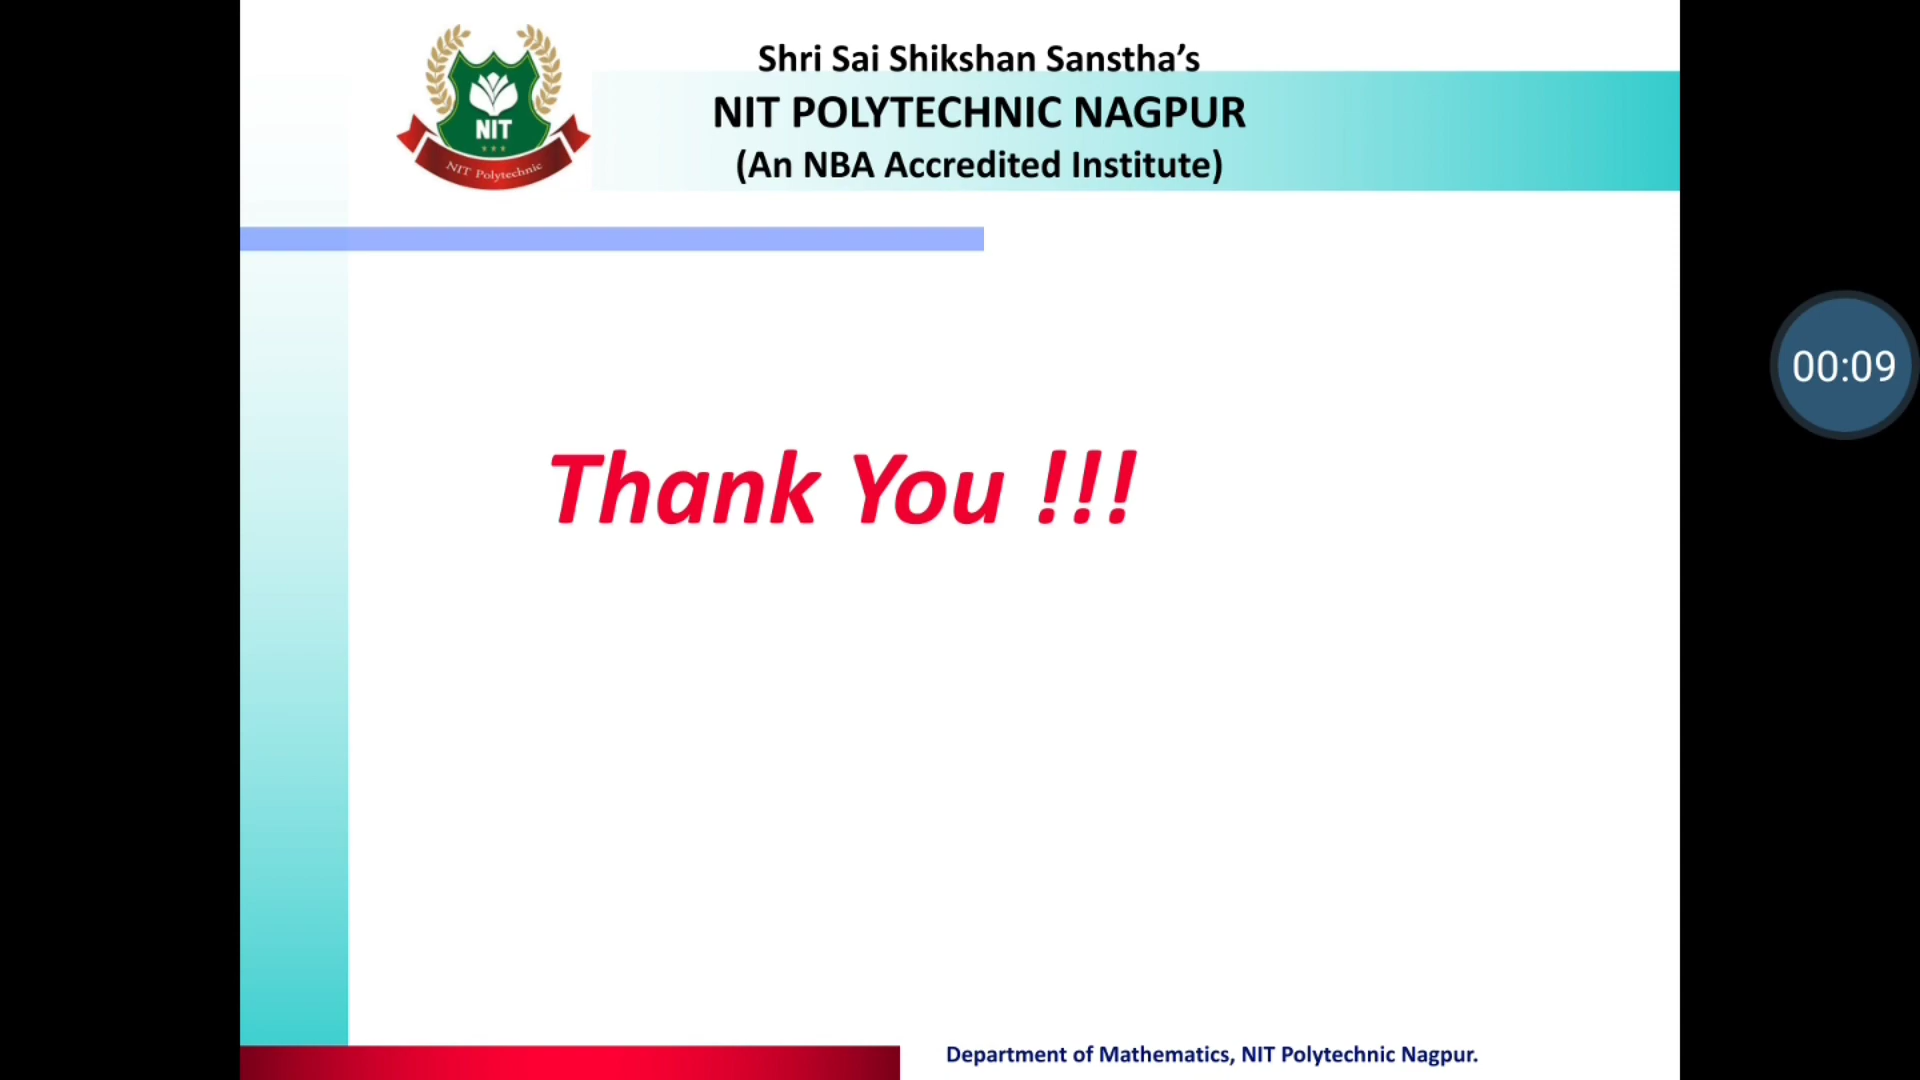 Shri Sai Shikshan Sanstha’s
NIT POLYTECHNIC NAGPUR
(An NBA Accredited Institute)
NIT
NIT Polytechnic
00:09
Thank You !!!
Department of Mathematics, NIT Polytechnic Nagpur.